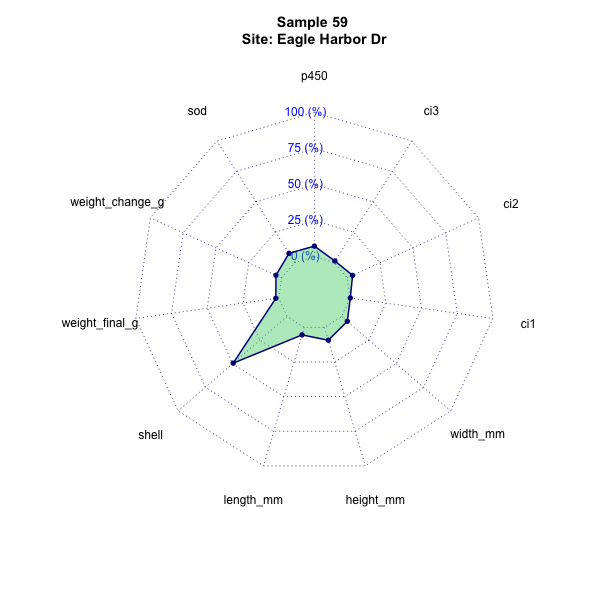 Sample 59
Site: Eagle Harbor Dr
p450
sod
ci3
100 (%)
75 (%)
50 (%)
25 (%)
0 (%)
weight_change_g
ci2
weight_final_g
ci1
shell
width_mm
length_mm
height_mm